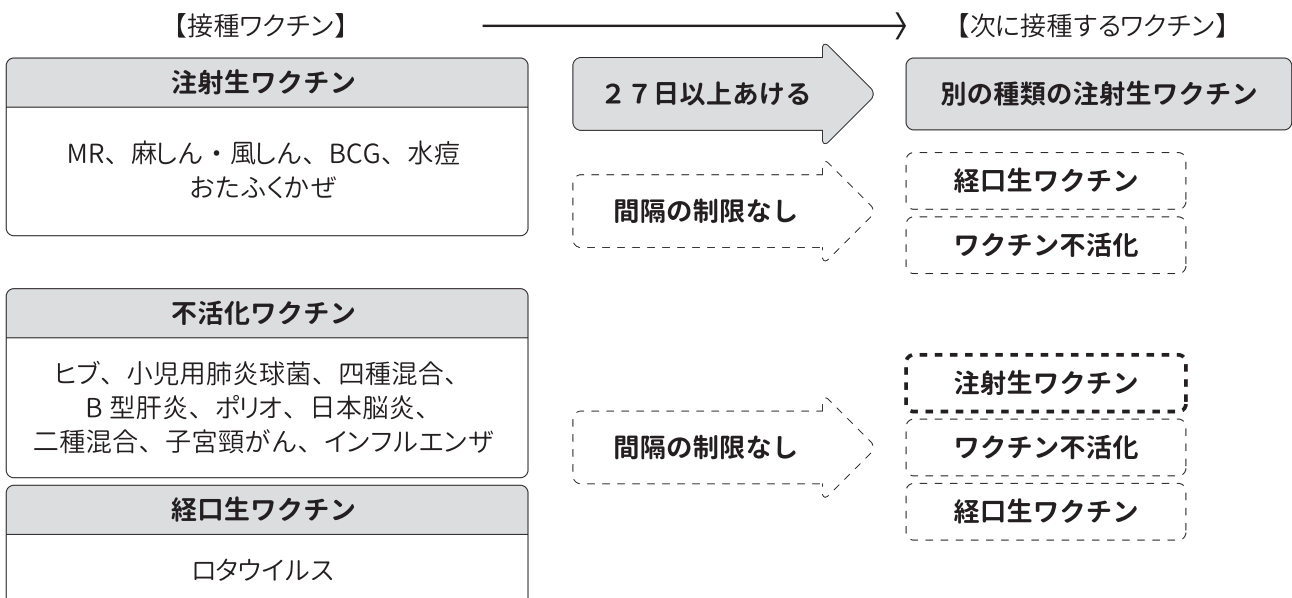 【接種ワクチン】
【次に接種するワクチン】
注射生ワクチン
MR、麻しん・風しん、BCG、水痘
おたふくかぜ
２７日以上あける
別の種類の注射生ワクチン
間隔の制限なし
経口生ワクチン
ワクチン不活化
不活化ワクチン
ヒブ、小児用肺炎球菌、四種混合、
B 型肝炎、ポリオ、日本脳炎、
二種混合、子宮頸がん、インフルエンザ
経口生ワクチン
ロタウイルス
間隔の制限なし
注射生ワクチン
ワクチン不活化
経口生ワクチン